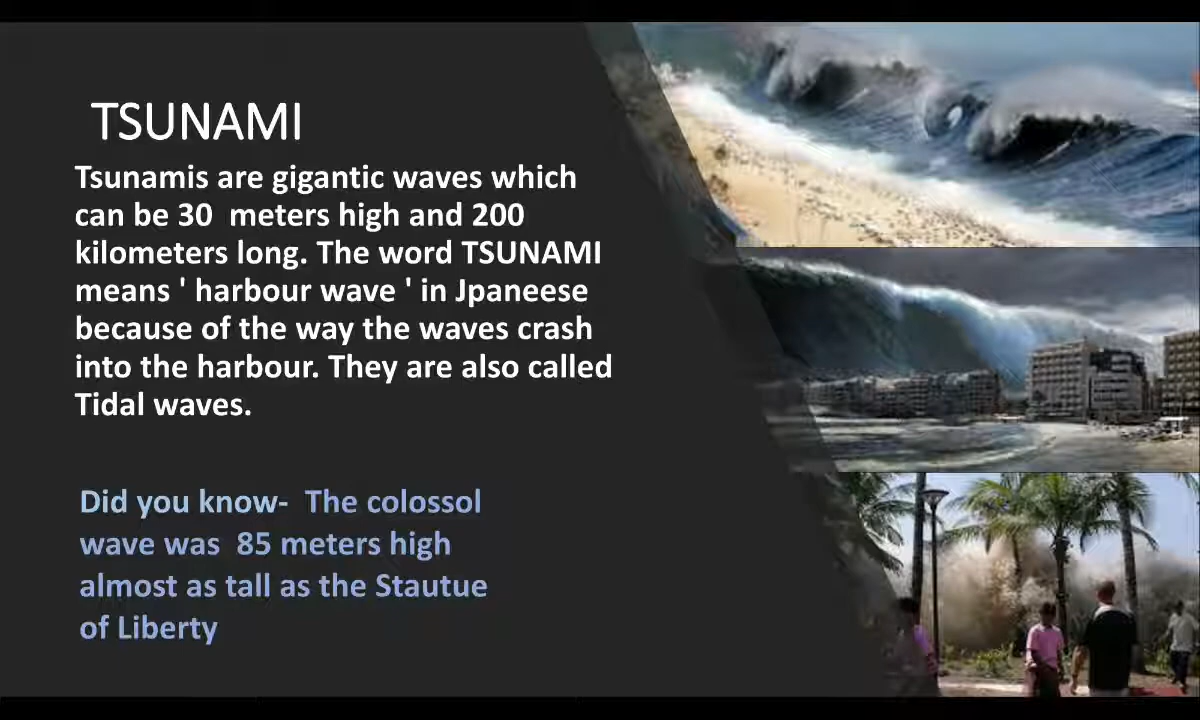 TSUNAMI
Tsunamis are gigantic waves which
can be 30  meters high and 200
kilometers long. The word TSUNAMI
means ' harbour wave ' in Jpaneese
because of the way the waves crash
into the harbour. They are also called
Tidal waves.
Did you know-  The colossol
wave was  85 meters high
almost as tall as the Stautue
of Liberty